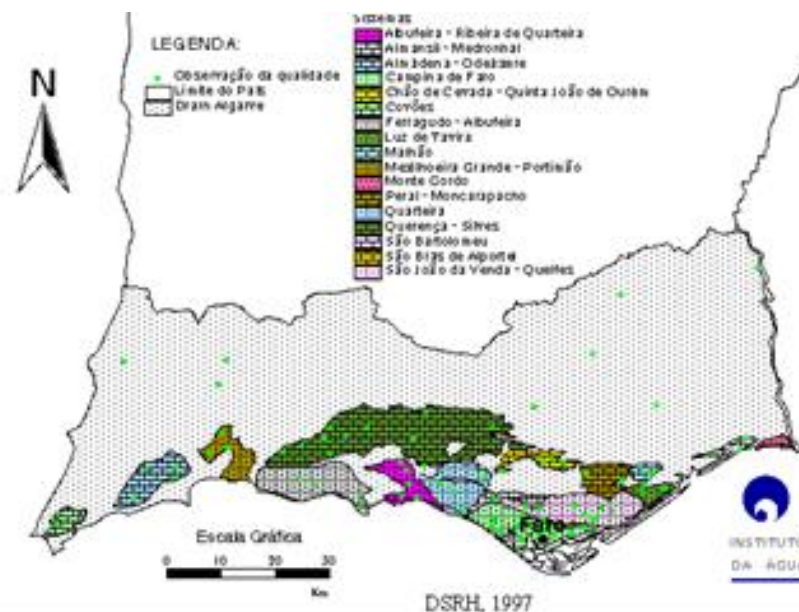 Sistemas
LEGENDA:
Observação da qualidade
Limite do País
Dram Algarve
Albufeira - Ribeira de Quarteira
Almansil - Medronhal
Almádena - Odeáxere
Campina de Faro
Chão de Cevada - Quinta João de Ourém
Covões
Ferragudo - Albufeira
Luz de Tavira
Malhão
Mexilhoeira Grande - Portimão
Monte Gordo
Peral - Moncarapacho
Quarteira
Querença - Silves
São Bartolomeu
São Brás de Alportel
São João da Venda - Quelfes
N
Faro
Escala Gráfica
0 10 20 30
Km
INSTITUTO
DA ÁGUA
DSRH, 1997